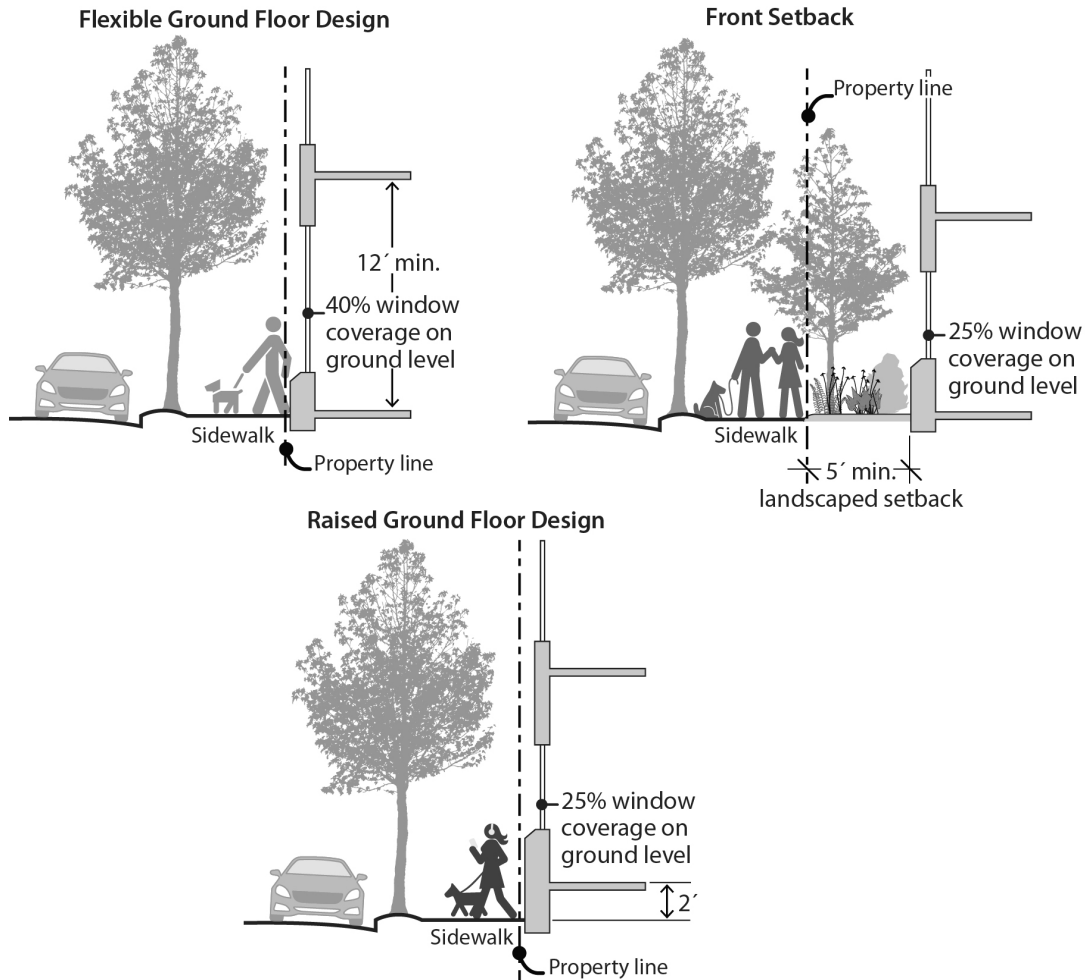 Flexible Ground Floor Design
12´ min.
40% window
coverage on
ground level
Sidewalk
Property line
Front Setback
Property line
25% window
coverage on
ground level
Sidewalk
5´ min.
landscaped setback
Raised Ground Floor Design
25% window
coverage on
ground level
2´
Sidewalk
Property line